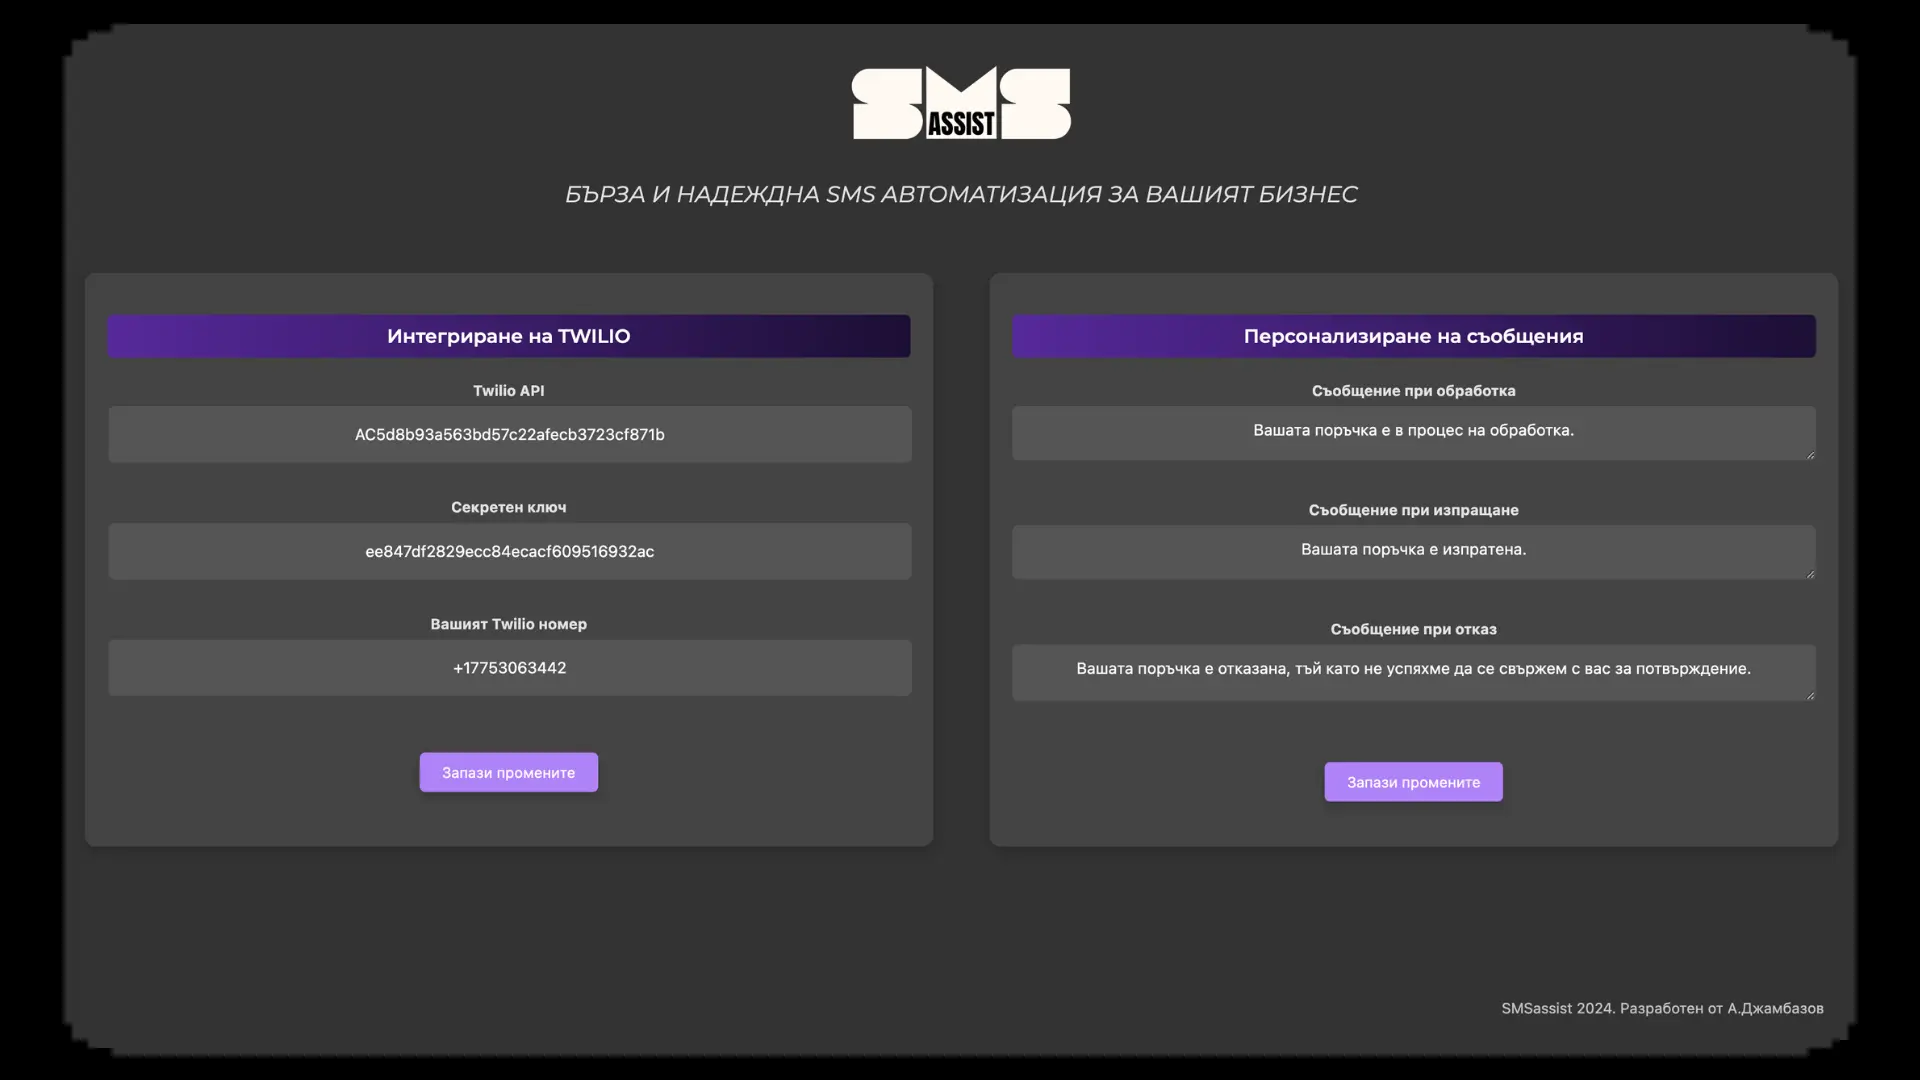 SMS
ASSIST
БЪРЗА И НАДЕЖДНА SMS АВТОМАТИЗАЦИЯ ЗА ВАШИЯТ БИЗНЕС
Интегриране на TWILIO
Twilio API
AC5d8b93a563bd57c22afecb3723cf871b
Секретен ключ
ee847df2829ecc84ecacf609516932ac
Вашият Twilio номер
+17753063442
Запази промените
Персонализиране на съобщения
Съобщение при обработка
Вашата поръчка е в процес на обработка.
Съобщение при изпращане
Вашата поръчка е изпратена.
Съобщение при отказ
Вашата поръчка е отказана, тъй като не успяхме да се свържем с вас за потвърждение.
Запази промените
SMSassist 2024. Разработен от А.Джамбазов